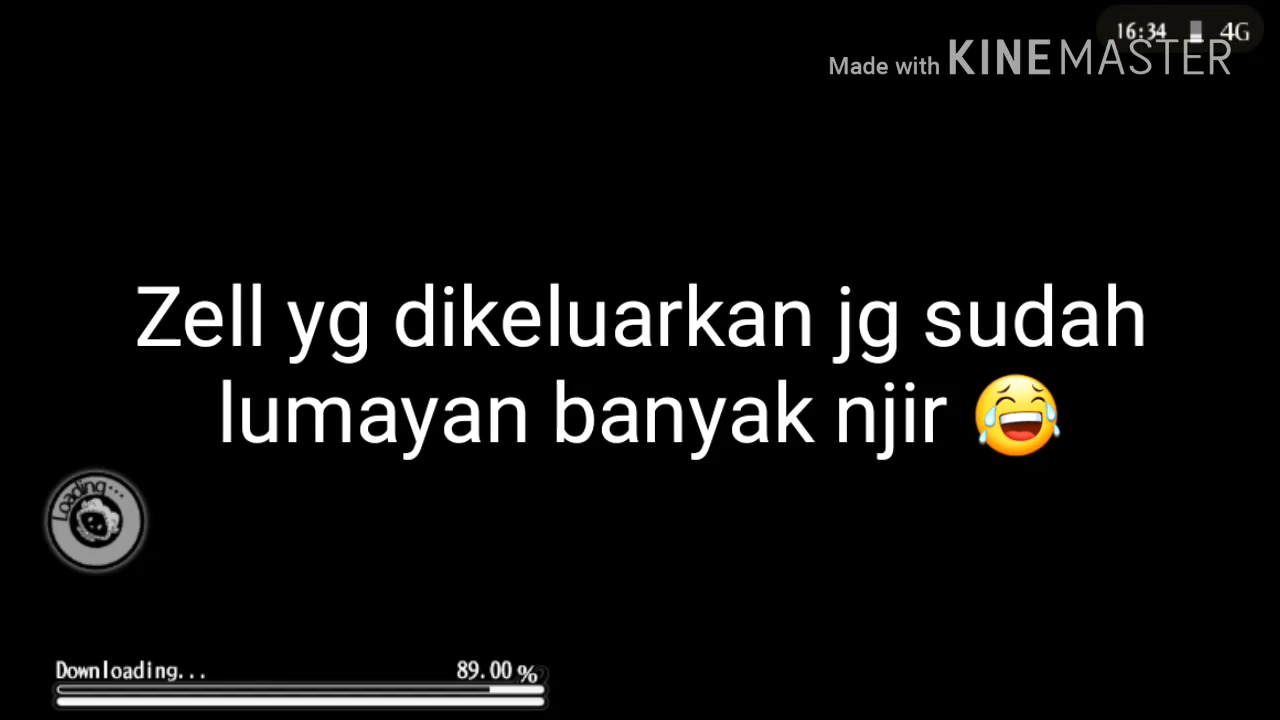 16:34 4G
Made with KINEMASTER
Zell yg dikeluarkan jg sudah
lumayan banyak njir 😂
Loading...
Downloading... 89.00 %